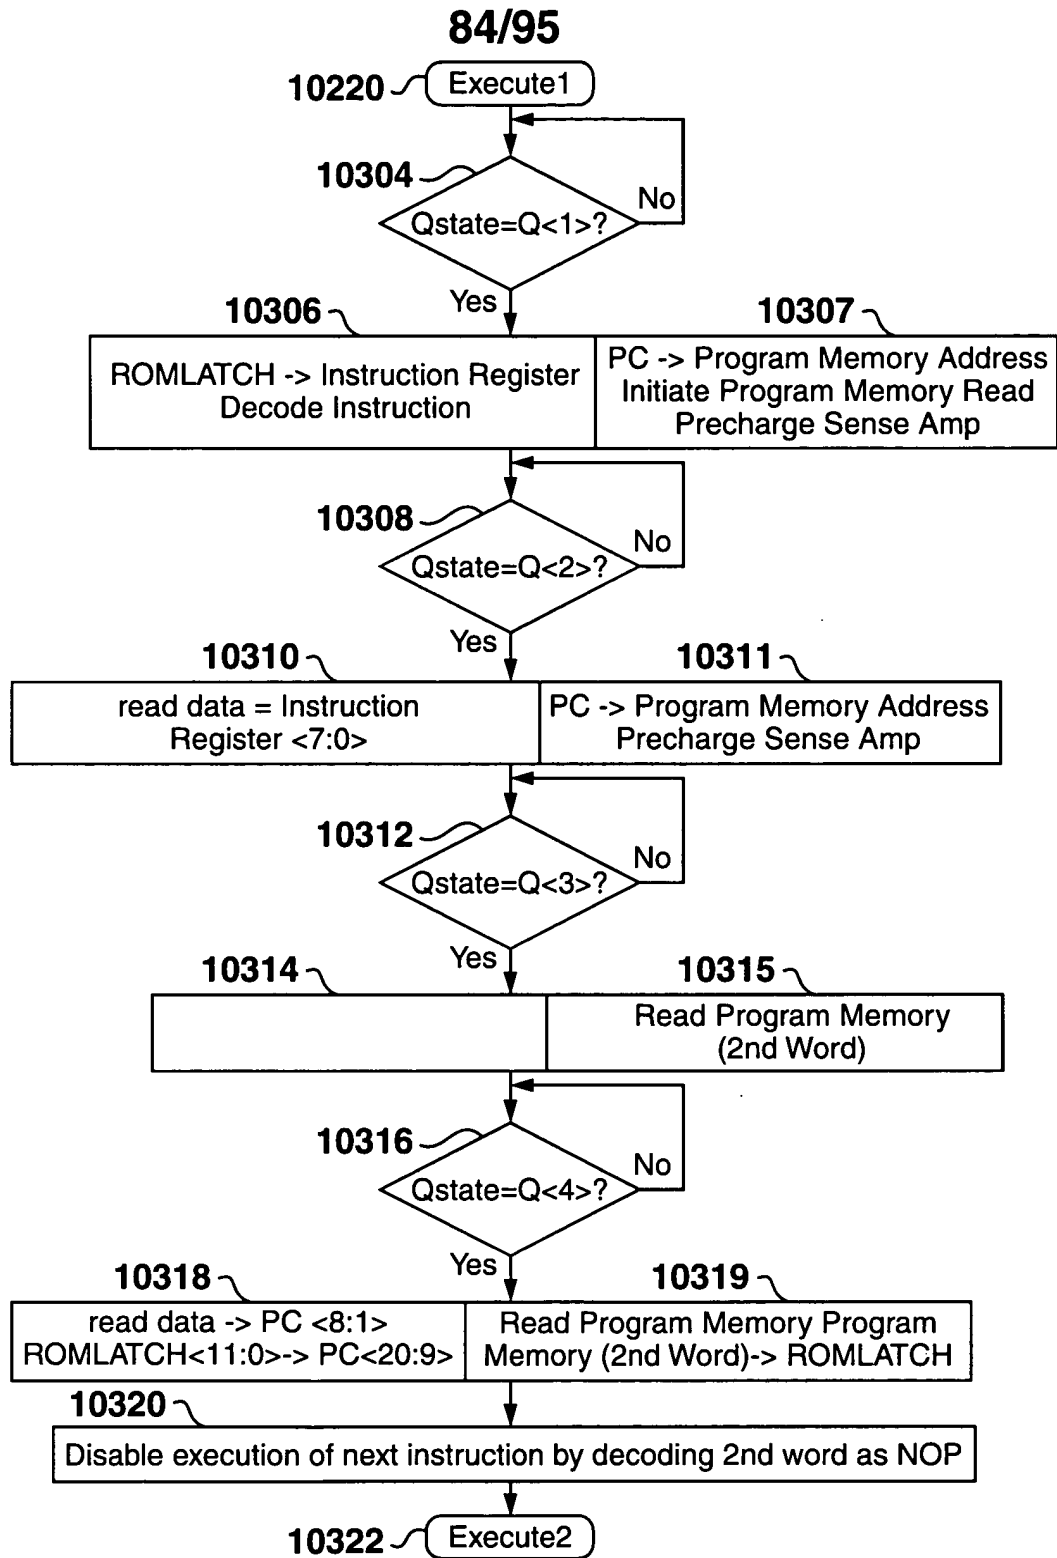 84/95
10220
Execute1
10304
Qstate=Q<1>?
No
Yes
10306
10307
ROMLATCH -> Instruction Register
Decode Instruction
PC -> Program Memory Address
Initiate Program Memory Read
Precharge Sense Amp
10308
Qstate=Q<2>?
No
Yes
10310
10311
read data = Instruction
Register <7:0>
PC -> Program Memory Address
Precharge Sense Amp
10312
Qstate=Q<3>?
No
Yes
10314
10315
Read Program Memory
(2nd Word)
10316
Qstate=Q<4>?
No
Yes
10318
10319
read data -> PC <8:1>
ROMLATCH<11:0>-> PC<20:9>
Read Program Memory Program
Memory (2nd Word)-> ROMLATCH
10320
Disable execution of next instruction by decoding 2nd word as NOP
10322
Execute2